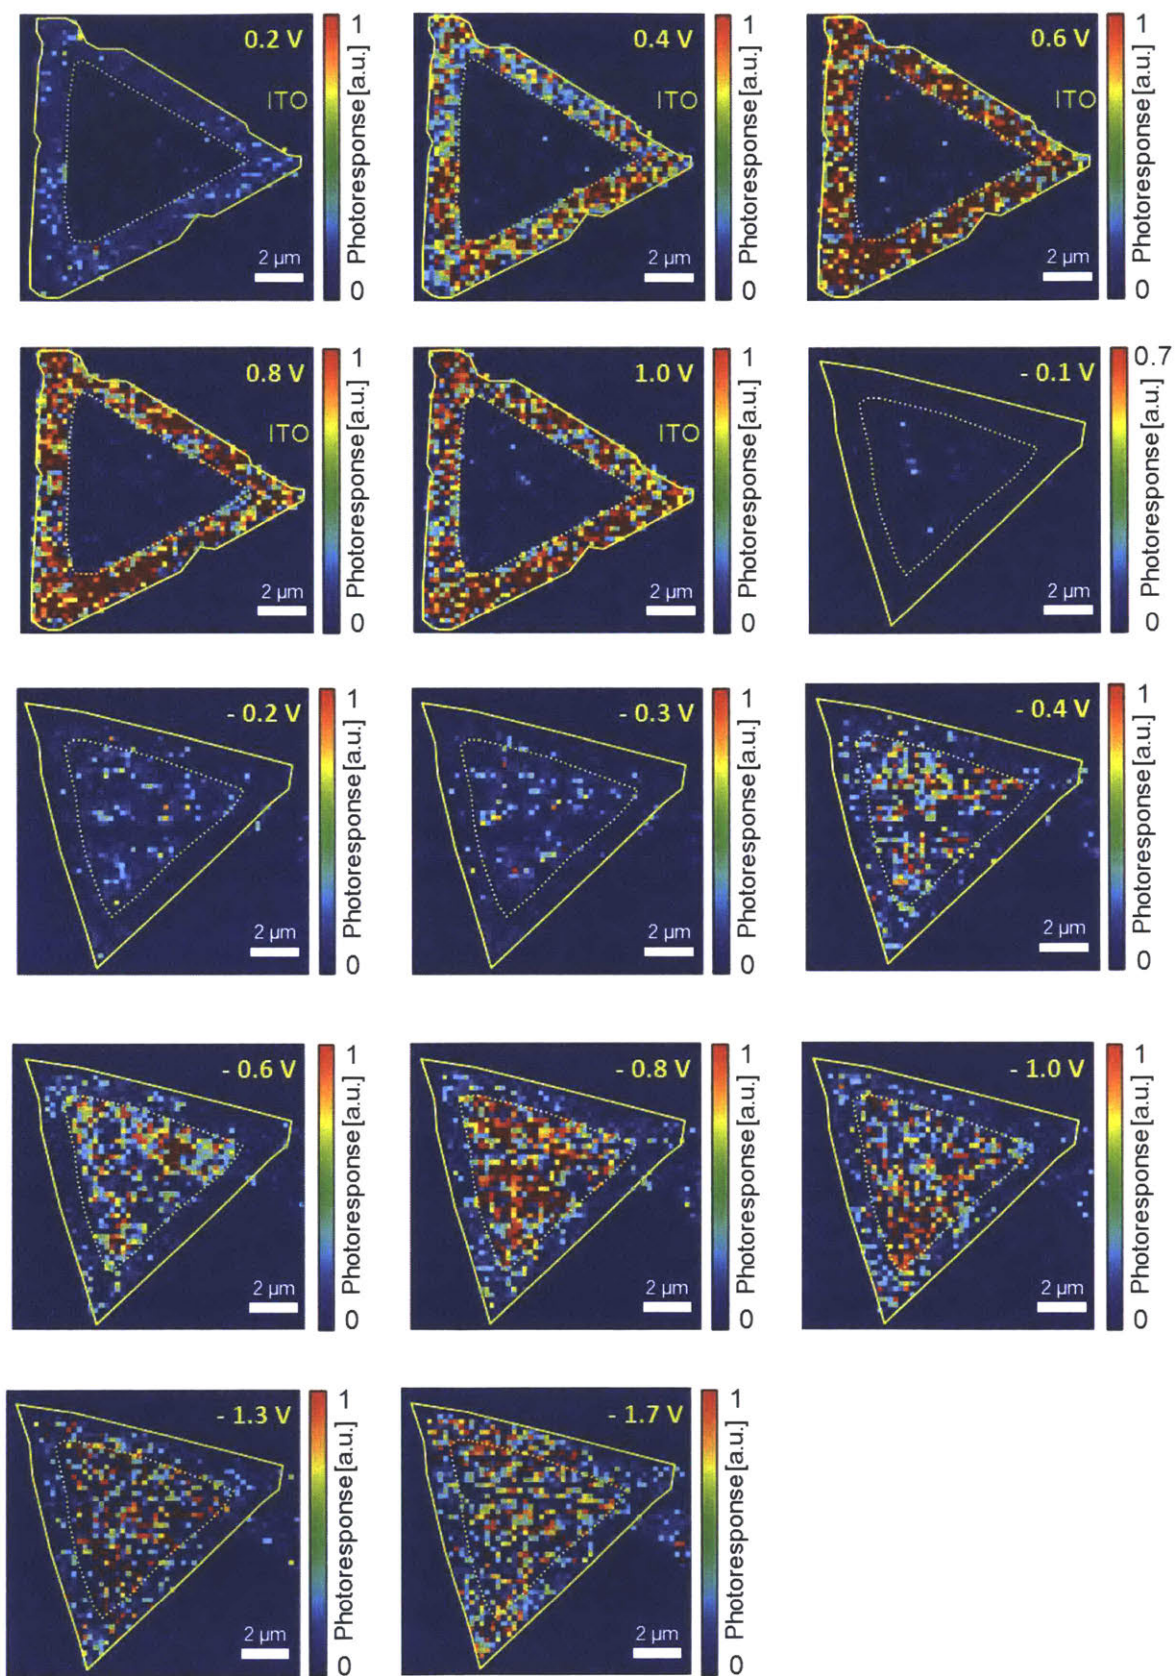 0.2 V
ITO
2 µm
1
Photoresponse[a.u.]
0
0.4 V
ITO
2 µm
1
Photoresponse[a.u.]
0
0.6 V
ITO
2 µm
1
Photoresponse[a.u.]
0
0.8 V
ITO
2 µm
1
Photoresponse[a.u.]
0
1.0 V
ITO
2 µm
1
Photoresponse[a.u.]
0
- 0.1 V
2 µm
0.7
Photoresponse[a.u.]
0
- 0.2 V
2 µm
1
Photoresponse[a.u.]
0
- 0.3 V
2 µm
1
Photoresponse[a.u.]
0
- 0.4 V
2 µm
1
Photoresponse[a.u.]
0
- 0.6 V
2 µm
1
Photoresponse[a.u.]
0
- 0.8 V
2 µm
1
Photoresponse[a.u.]
0
- 1.0 V
2 µm
1
Photoresponse[a.u.]
0
- 1.3 V
2 µm
1
Photoresponse[a.u.]
0
- 1.7 V
2 µm
1
Photoresponse[a.u.]
0